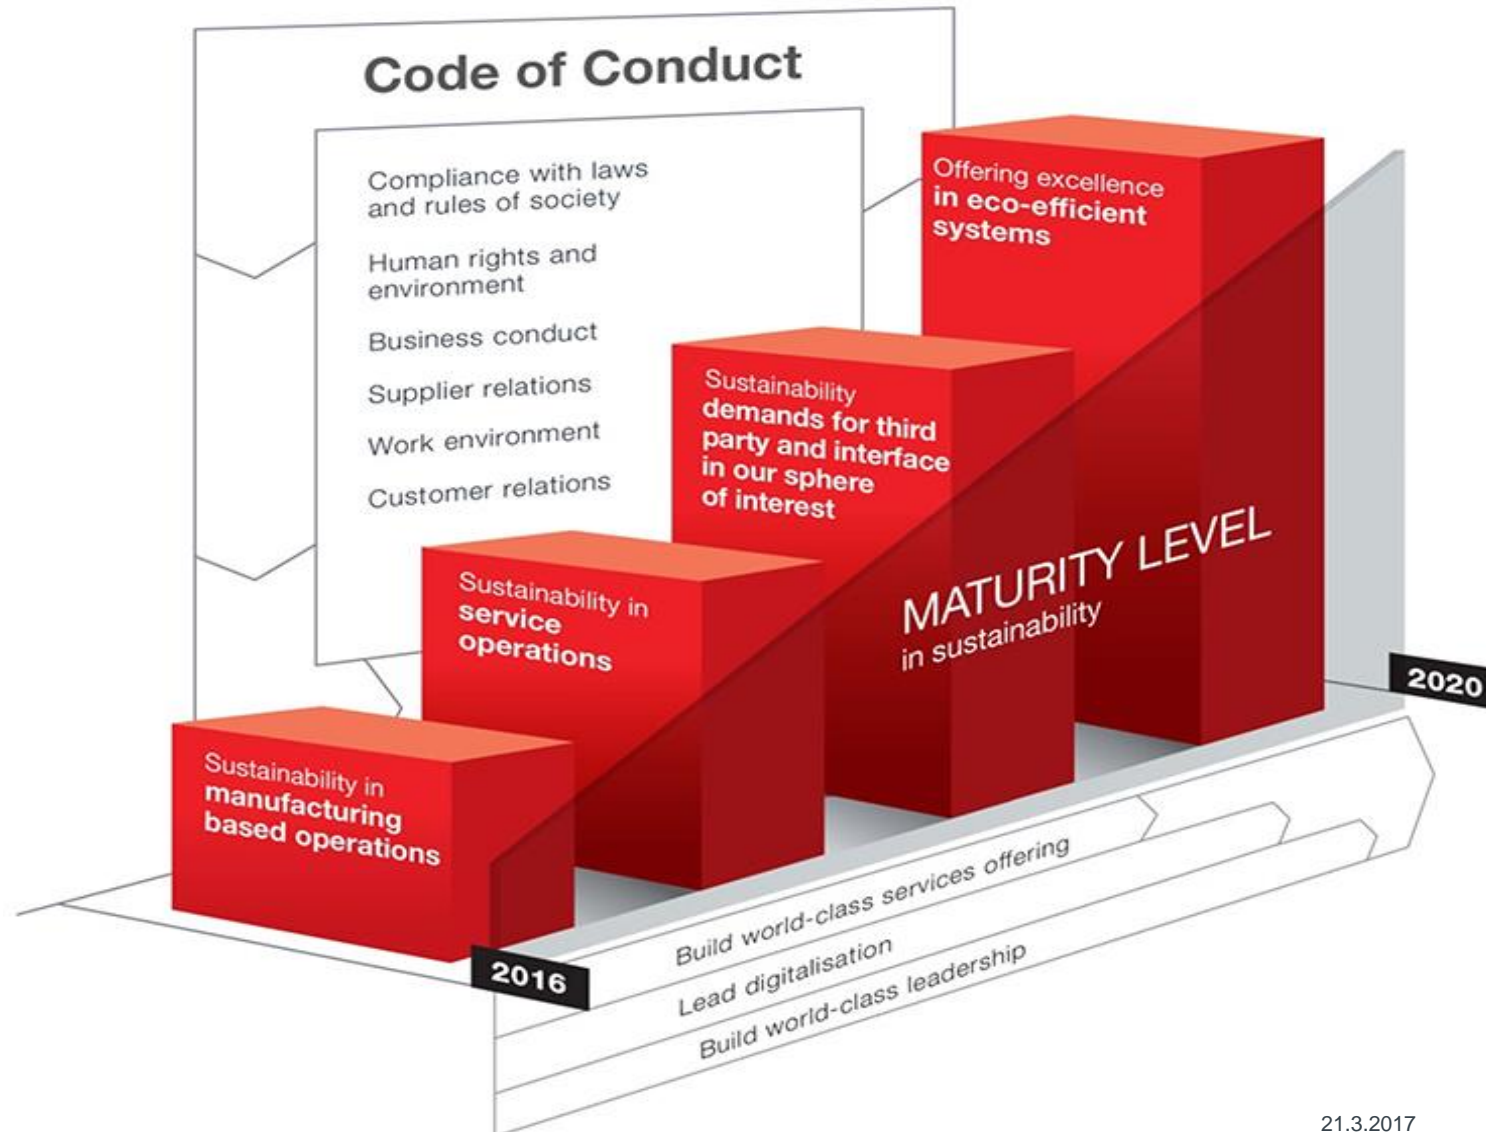 Code of Conduct
Compliance with laws
and rules of society
Human rights and
environment
Business conduct
Supplier relations
Work environment
Customer relations
Offering excellence
in eco-efficient
systems
Sustainability
demands for third
party and interface
in our sphere
of interest
Sustainability in
service
operations
Sustainability in
manufacturing
based operations
MATURITY LEVEL
in sustainability
2020
2016
Build world-class services offering
Lead digitalisation
Build world-class leadership
21.3.2017